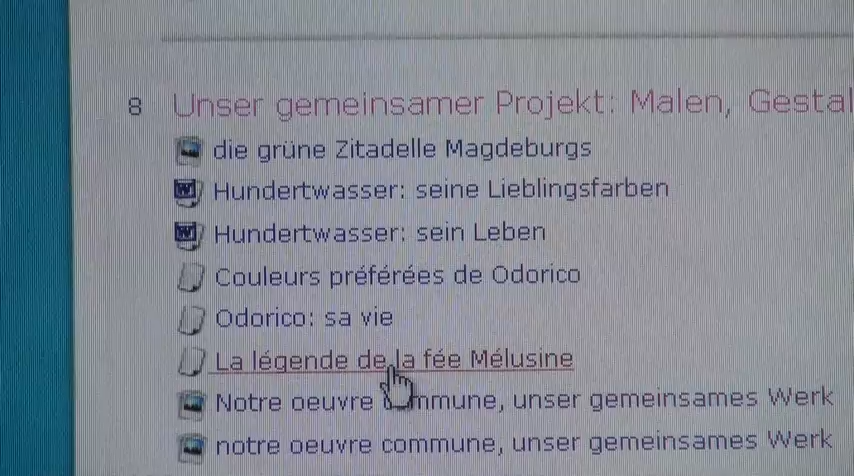 8 Unser gemeinsamer Projekt: Malen, Gestal
die grüne Zitadelle Magdeburgs
Hundertwasser: seine Lieblingsfarben
Hundertwasser: sein Leben
Couleurs préférées de Odorico
Odorico: sa vie
La légende de la fée Mélusine
Notre oeuvre commune, unser gemeinsames Werk
notre oeuvre commune, unser gemeinsames Werk